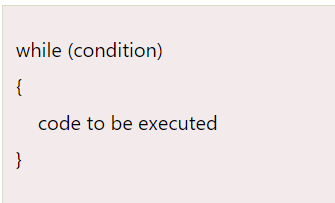 while (condition)
{
code to be executed
}